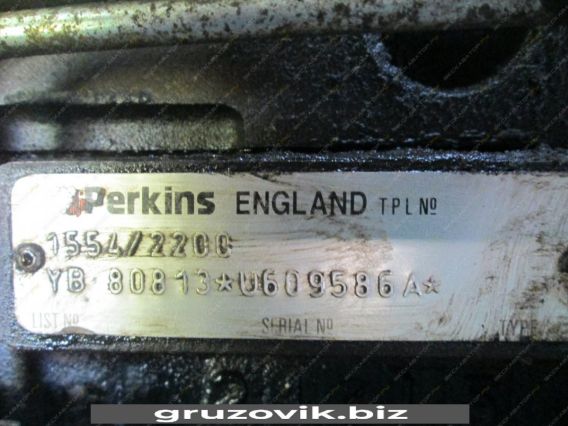 Perkins ENGLAND TPL Nº
1554/2200
YB 80813*U609586A*
LIST Nº SERIAL Nº TYPE
gruzovik.biz